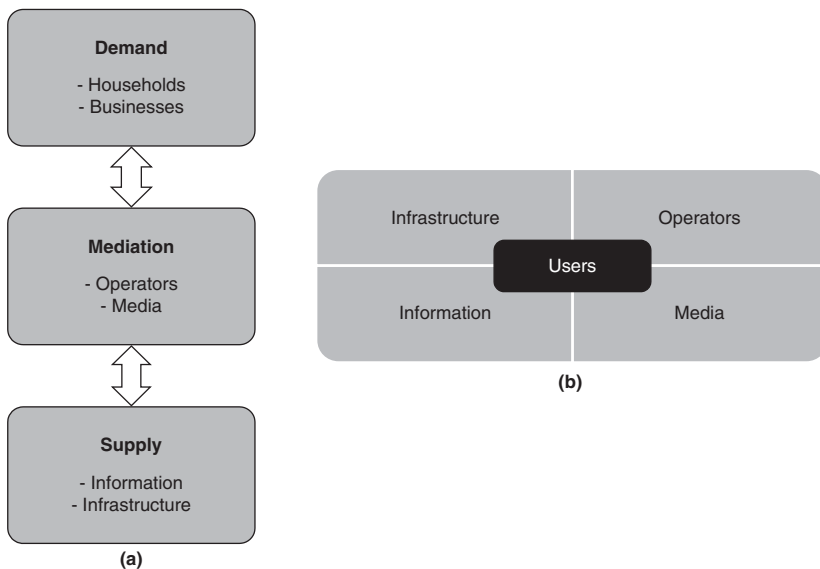 Demand
- Households
- Businesses
Mediation
- Operators
- Media
Supply
- Information
- Infrastructure
(a)
Infrastructure
Operators
Users
Information
Media
(b)